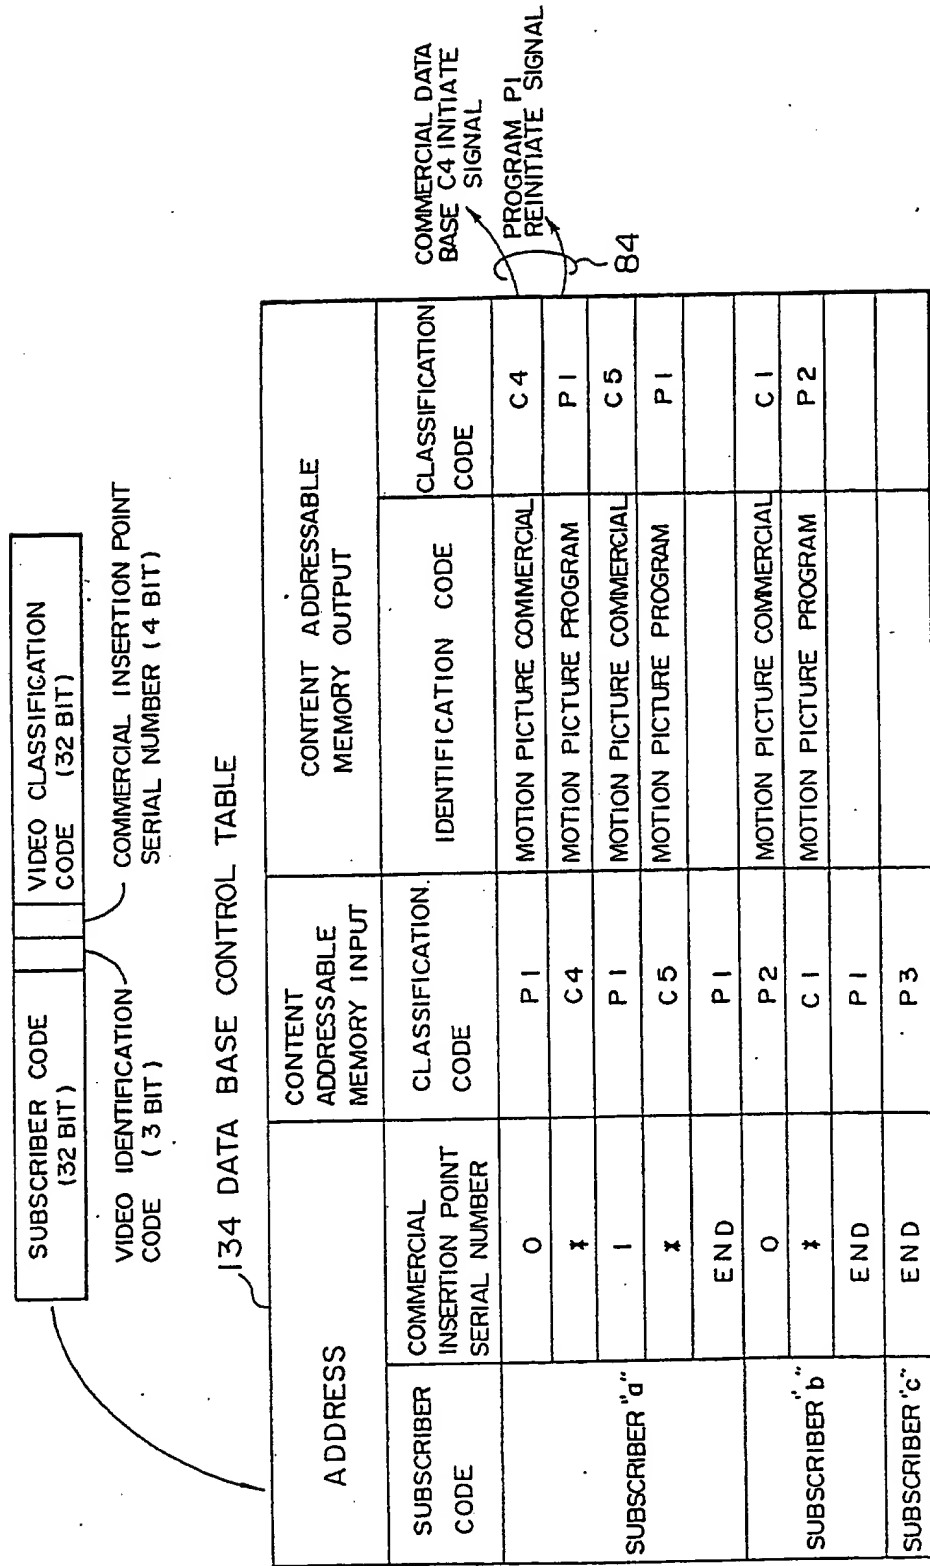 SUBSCRIBER CODE
(32 BIT)
VIDEO CLASSIFICATION
CODE (32 BIT)
VIDEO IDENTIFICATION
CODE (3 BIT)
COMMERCIAL INSERTION POINT
SERIAL NUMBER (4 BIT)
134 DATA BASE CONTROL TABLE
ADDRESS
CONTENT
ADDRESSABLE
MEMORY INPUT
CONTENT ADDRESSABLE
MEMORY OUTPUT
SUBSCRIBER
CODE
COMMERCIAL
INSERTION POINT
SERIAL NUMBER
CLASSIFICATION.
CODE
IDENTIFICATION CODE
CLASSIFICATION
CODE
SUBSCRIBER "a"
0 P1 MOTION PICTURE COMMERCIAL C4
* C4 MOTION PICTURE PROGRAM P1
1 P1 MOTION PICTURE COMMERCIAL C5
* C5 MOTION PICTURE PROGRAM P1
END P1
SUBSCRIBER "b"
0 P2 MOTION PICTURE COMMERCIAL C1
* C1 MOTION PICTURE PROGRAM P2
END P1
SUBSCRIBER "c"
END P3
COMMERCIAL DATA
BASE C4 INITIATE
SIGNAL
PROGRAM P1
REINITIATE SIGNAL
84